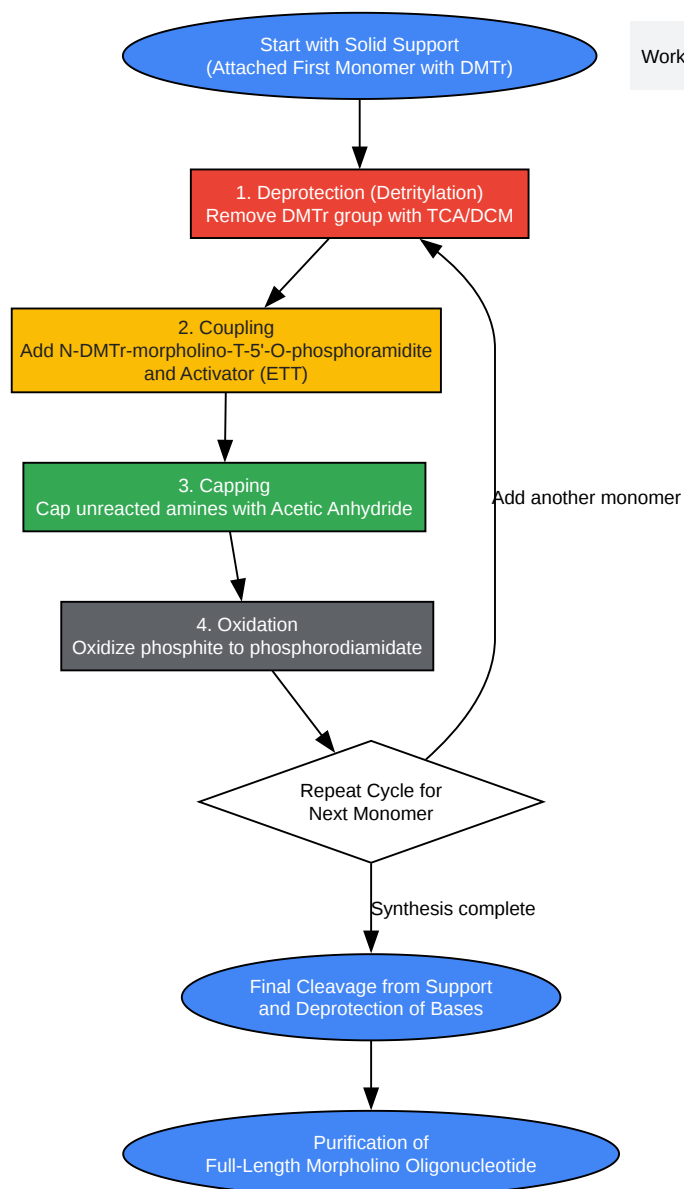 Start with Solid Support
(Attached First Monomer with DMTr)
Work
1. Deprotection (Detritylation)
Remove DMTr group with TCA/DCM
2. Coupling
Add N-DMTr-morpholino-T-5'-O-phosphoramidite
and Activator (ETT)
3. Capping
Cap unreacted amines with Acetic Anhydride
Add another monomer
4. Oxidation
Oxidize phosphite to phosphorodiamidate
Repeat Cycle for
Next Monomer
Synthesis complete
Final Cleavage from Support
and Deprotection of Bases
Purification of
Full-Length Morpholino Oligonucleotide